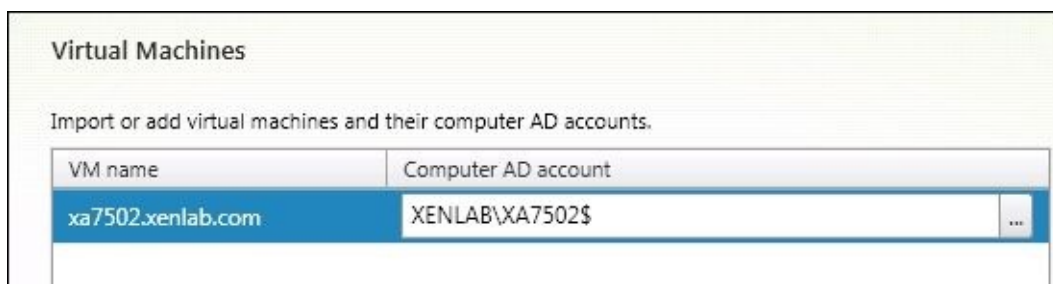 Virtual Machines
Import or add virtual machines and their computer AD accounts.
VM name Computer AD account
xa7502.xenlab.com XENLAB\XA7502$ ...